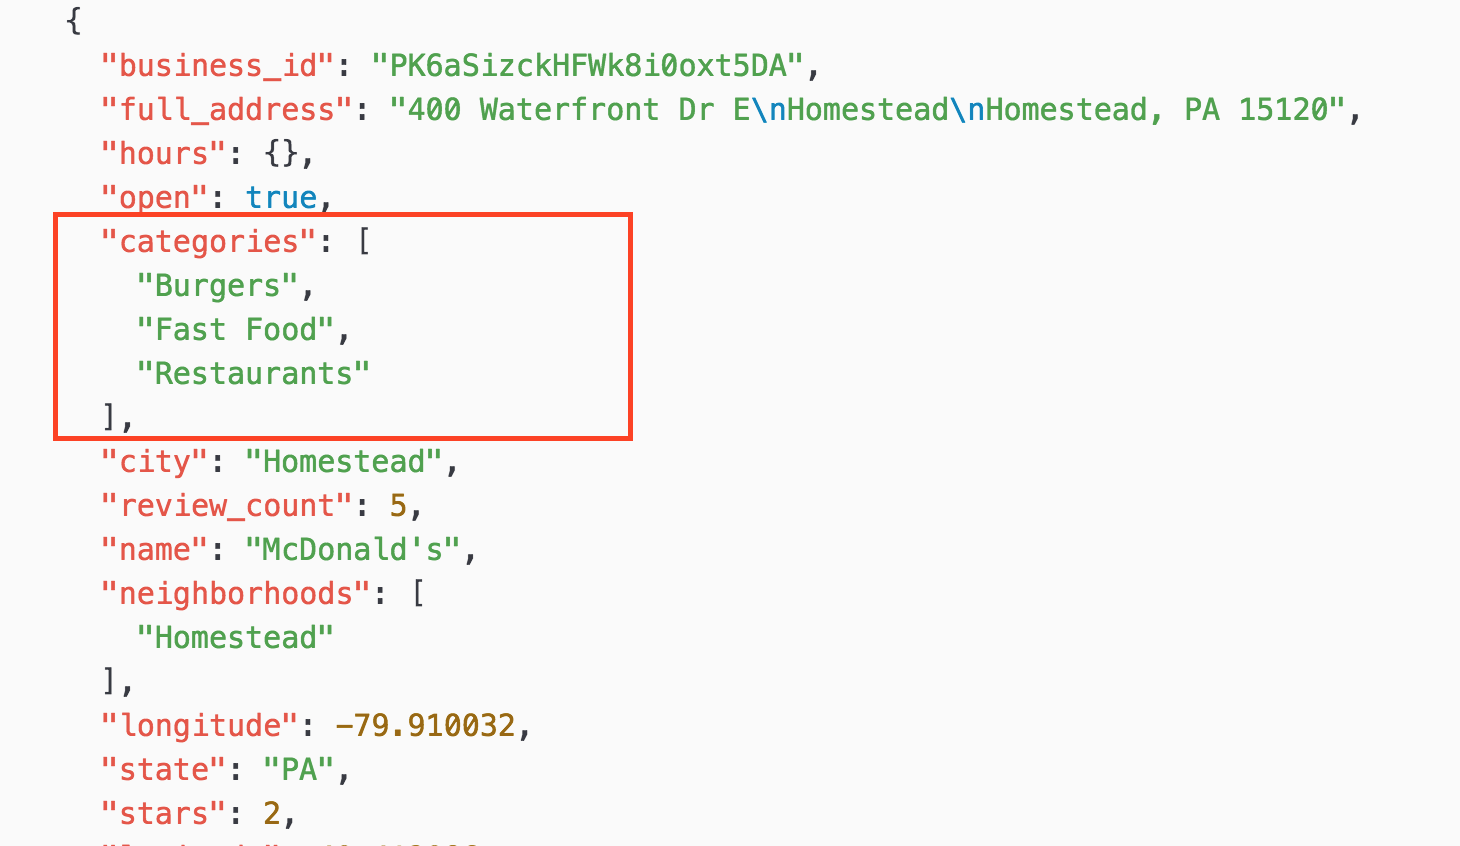 {
"business_id": "PK6aSizckHFWk8i0oxt5DA",
"full_address": "400 Waterfront Dr E\nHomestead\nHomestead, PA 15120",
"hours": {},
"open": true,
"categories": [
"Burgers",
"Fast Food",
"Restaurants"
],
"city": "Homestead",
"review_count": 5,
"name": "McDonald's",
"neighborhoods": [
"Homestead"
],
"longitude": -79.910032,
"state": "PA",
"stars": 2,